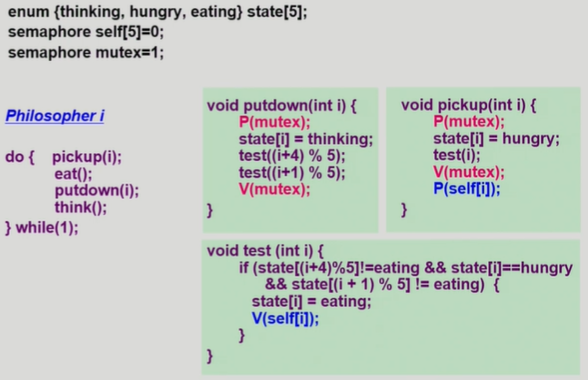 enum {thinking, hungry, eating} state[5];
semaphore self[5]=0;
semaphore mutex=1;
Philosopher i
do { pickup(i);
eat();
putdown(i);
think();
} while(1);
void putdown(int i) {
P(mutex);
state[i] = thinking;
test((i+4) % 5);
test((i+1) % 5);
V(mutex);
}
void pickup(int i) {
P(mutex);
state[i] = hungry;
test(i);
V(mutex);
P(self[i]);
}
void test (int i) {
if (state[(i+4)%5]!=eating && state[i]==hungry
&& state[(i + 1) % 5] != eating) {
state[i] = eating;
V(self[i]);
}
}